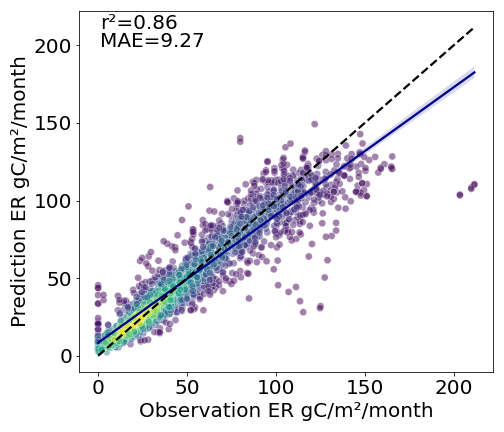 r²=0.86
MAE=9.27
200
150
100
50
0
Prediction ER gC/m²/month
0 50 100 150 200
Observation ER gC/m²/month